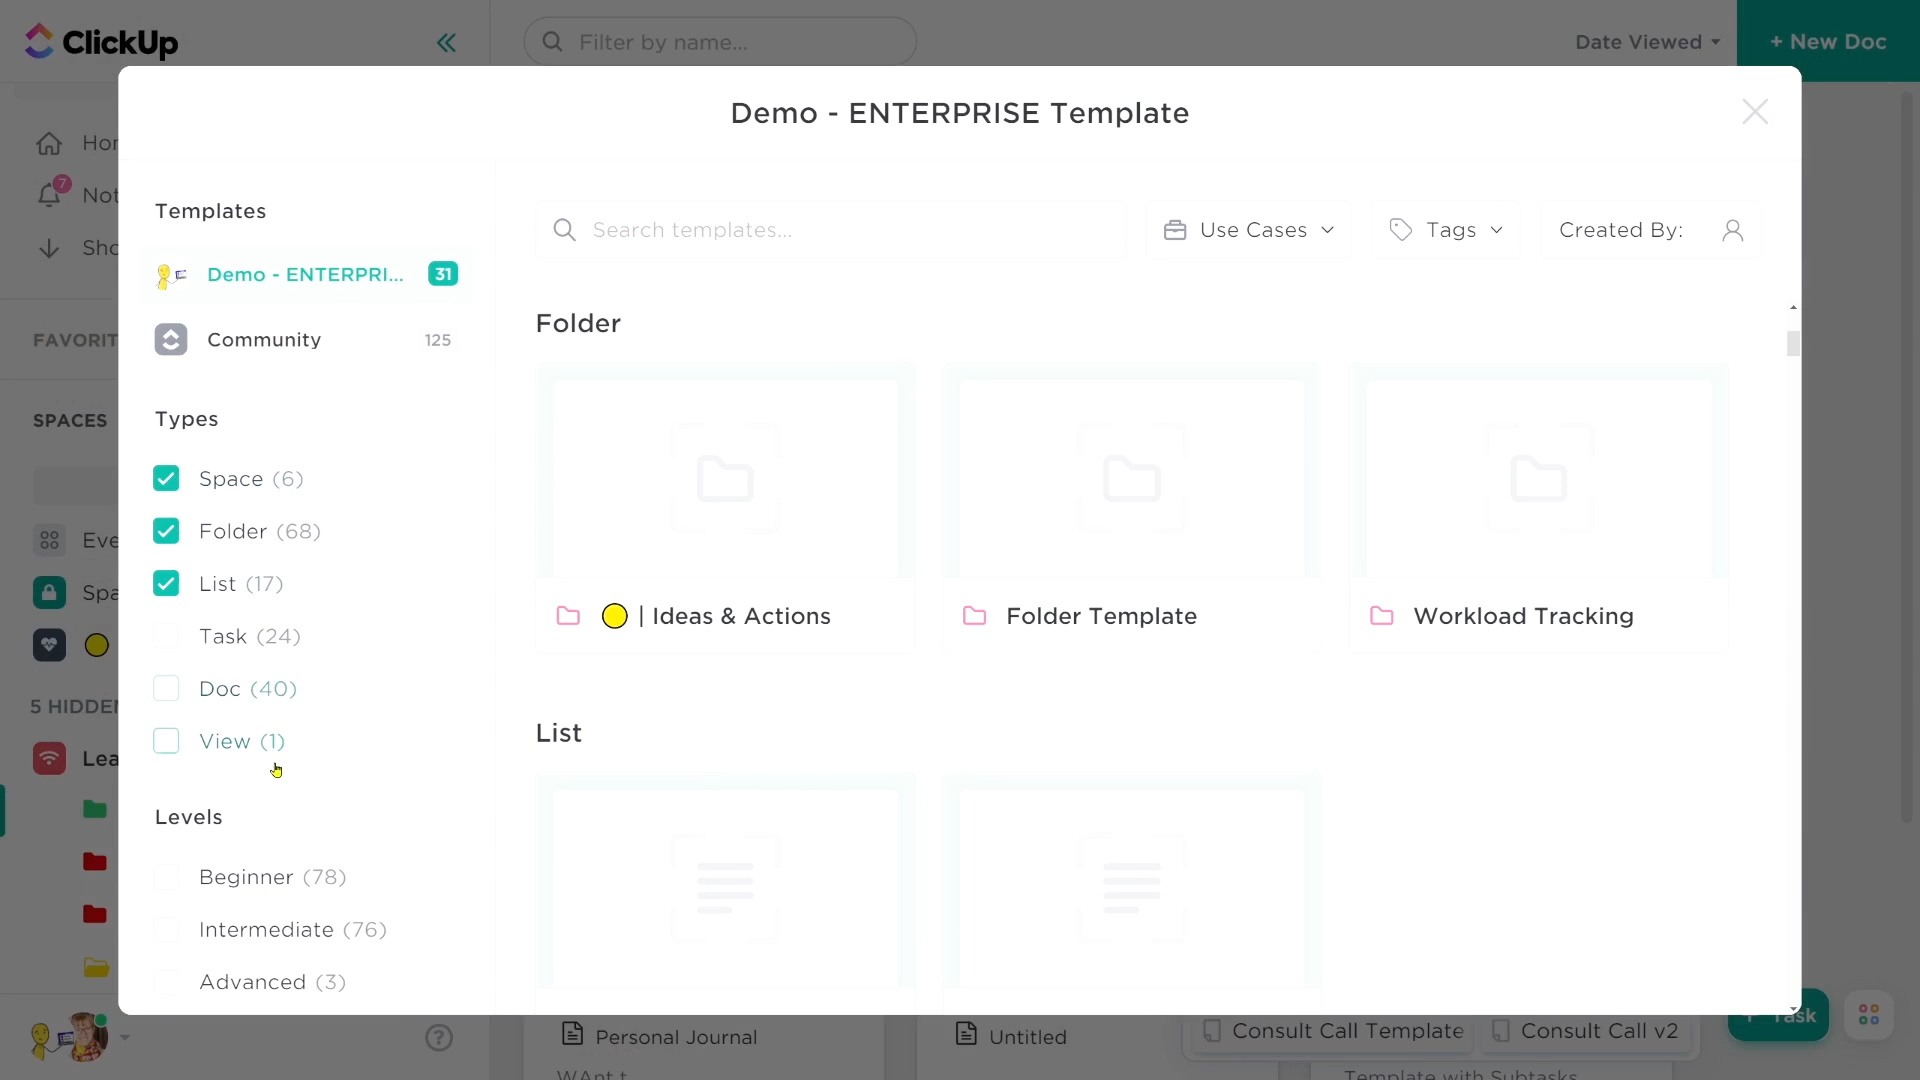 ClickUp
Filter by name...
Date Viewed
+ New Doc
Demo - ENTERPRISE Template
Hor
7
Not
Sho
FAVORIT
SPACES
Eve
Spa
5 HIDDEN
Lea
Templates
Demo - ENTERPRI... 31
Community 125
Types
Space (6)
Folder (68)
List (17)
Task (24)
Doc (40)
View (1)
Levels
Beginner (78)
Intermediate (76)
Advanced (3)
Search templates...
Use Cases
Tags
Created By:
Folder
| Ideas & Actions
Folder Template
Workload Tracking
List
?
Personal Journal
Untitled
Consult Call Template
Consult Call v2
+ Task
WAnt t
Template with Subtasks